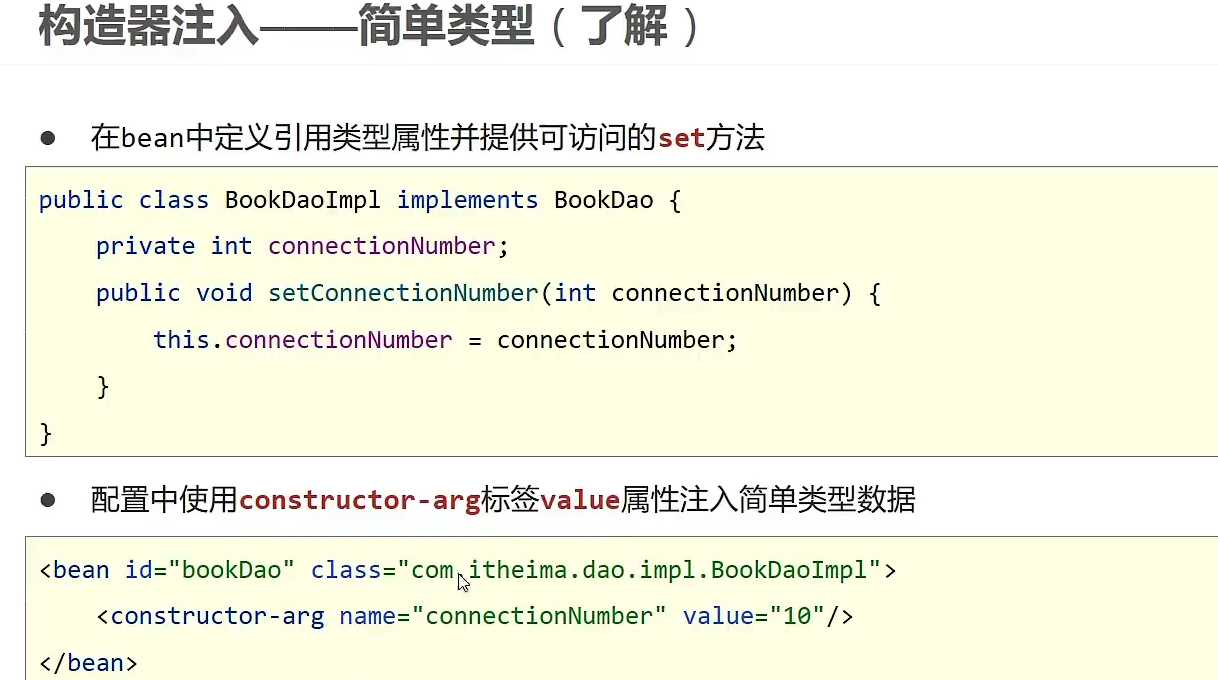 构造器注入——简单类型（了解）
● 在bean中定义引用类型属性并提供可访问的set方法
public class BookDaoImpl implements BookDao {
    private int connectionNumber;
    public void setConnectionNumber(int connectionNumber) {
        this.connectionNumber = connectionNumber;
    }
}
● 配置中使用constructor-arg标签value属性注入简单类型数据
<bean id="bookDao" class="com.itheima.dao.impl.BookDaoImpl">
    <constructor-arg name="connectionNumber" value="10"/>
</bean>